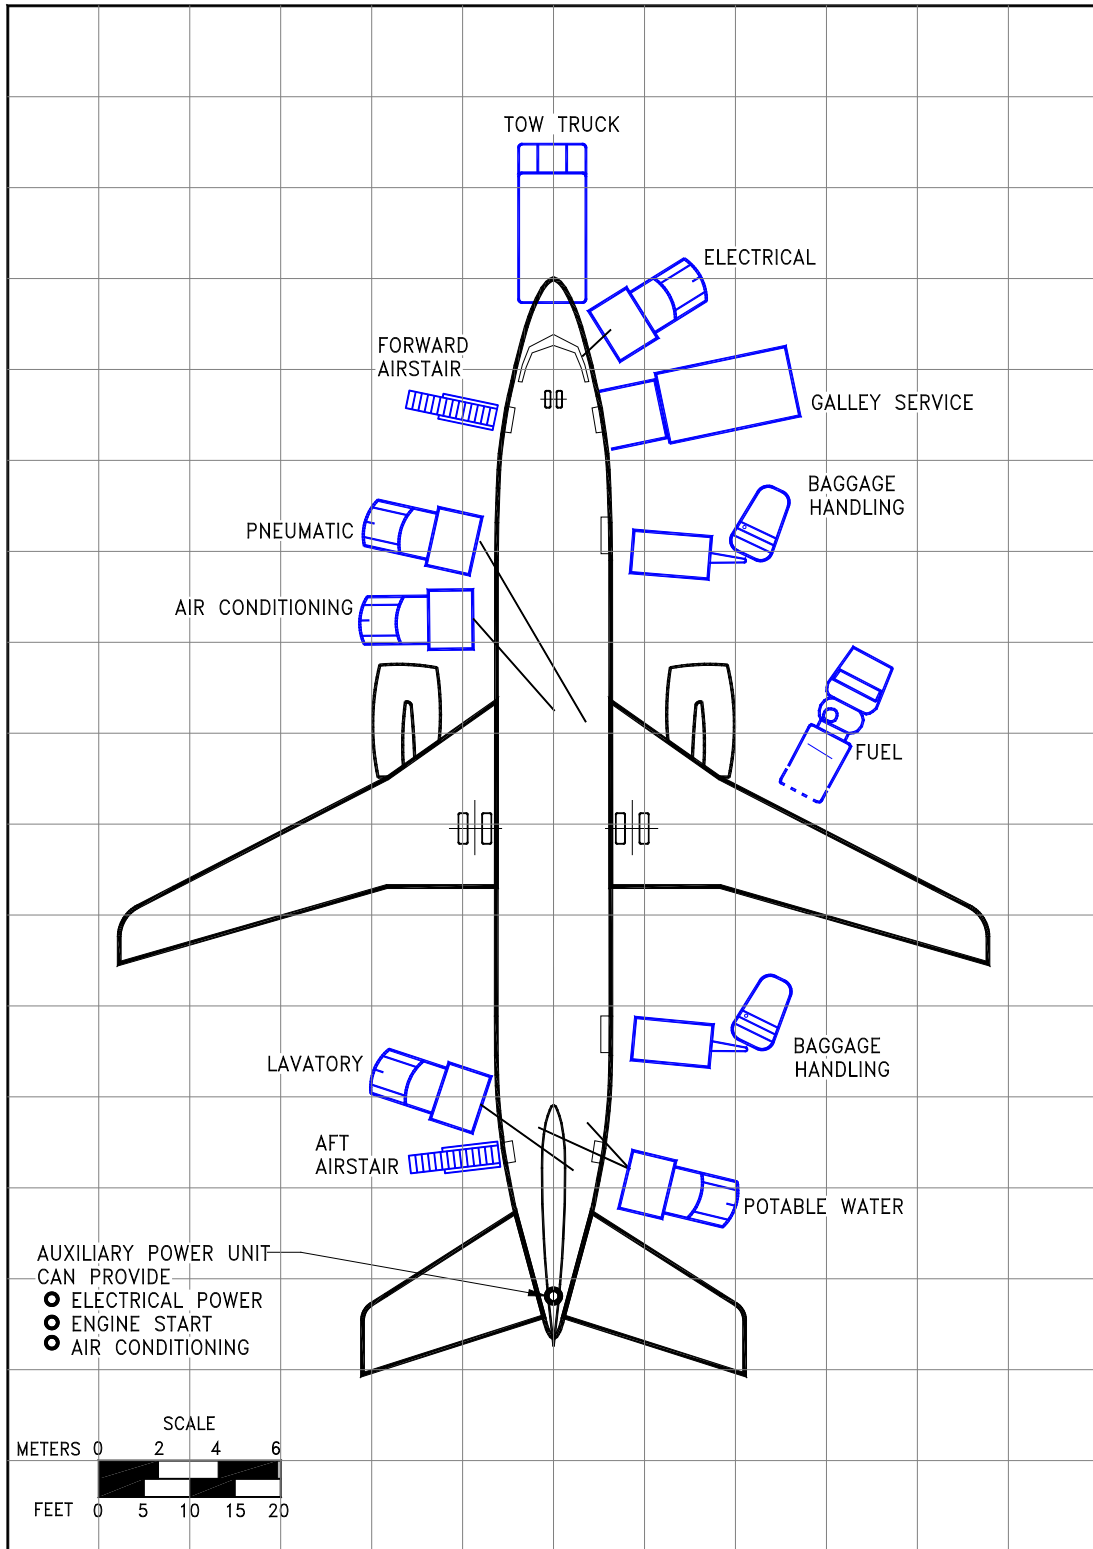 TOW TRUCK
ELECTRICAL
FORWARD
AIRSTAIR
GALLEY SERVICE
BAGGAGE
HANDLING
PNEUMATIC
AIR CONDITIONING
FUEL
LAVATORY
BAGGAGE
HANDLING
AFT
AIRSTAIR
POTABLE WATER
AUXILIARY POWER UNIT
CAN PROVIDE
ELECTRICAL POWER
ENGINE START
AIR CONDITIONING
SCALE
METERS 0 2 4 6
FEET 0 5 10 15 20